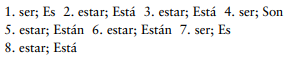 1. ser; Es 2. estar; Está 3. estar; Está 4. ser; Son
5. estar; Están 6. estar; Están 7. ser; Es
8. estar; Está